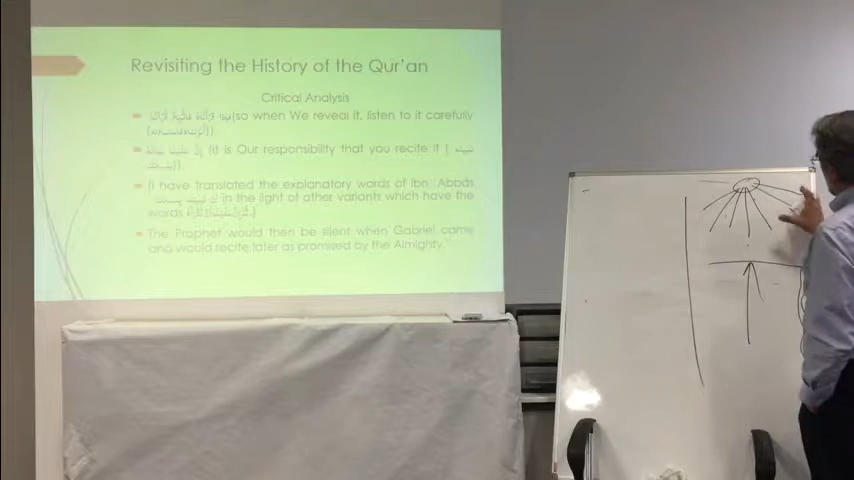 Revisiting the History of the Qur'an
Critical Analysis
(so when We reveal it, listen to it carefully
(it is Our responsibility that you recite it (
(I have translated the explanatory words of Ibn 'Abbās
in the light of other variants which have the
words
The Prophet would then be silent when Gabriel came
and would recite later as promised by the Almighty.